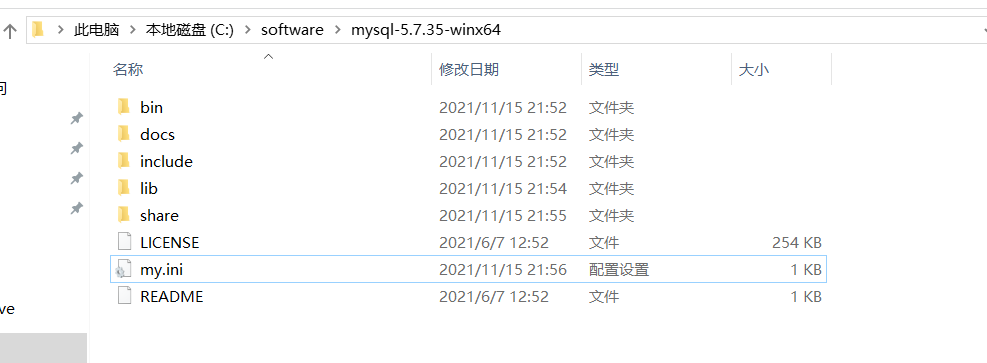 此电脑 本地磁盘 (C:) software mysql-5.7.35-winx64
名称 修改日期 类型 大小
问
bin 2021/11/15 21:52 文件夹
docs 2021/11/15 21:52 文件夹
include 2021/11/15 21:52 文件夹
lib 2021/11/15 21:54 文件夹
share 2021/11/15 21:55 文件夹
LICENSE 2021/6/7 12:52 文件 254 KB
my.ini 2021/11/15 21:56 配置设置 1 KB
README 2021/6/7 12:52 文件 1 KB
ve